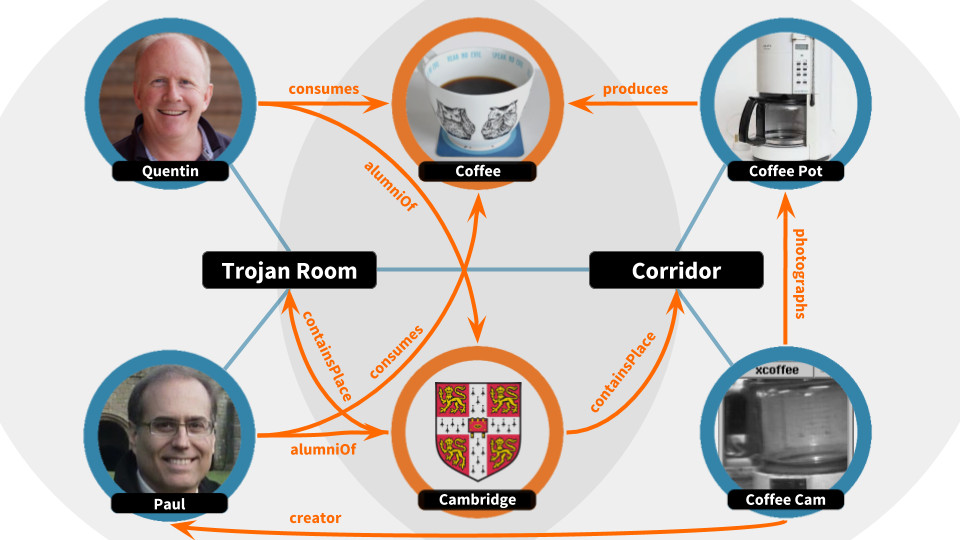 consumes
produces
Quentin
Coffee
Coffee Pot
alumniOf
photographs
Trojan Room
Corridor
containsPlace
consumes
containsPlace
xcoffee
alumniOf
Paul
Cambridge
Coffee Cam
creator